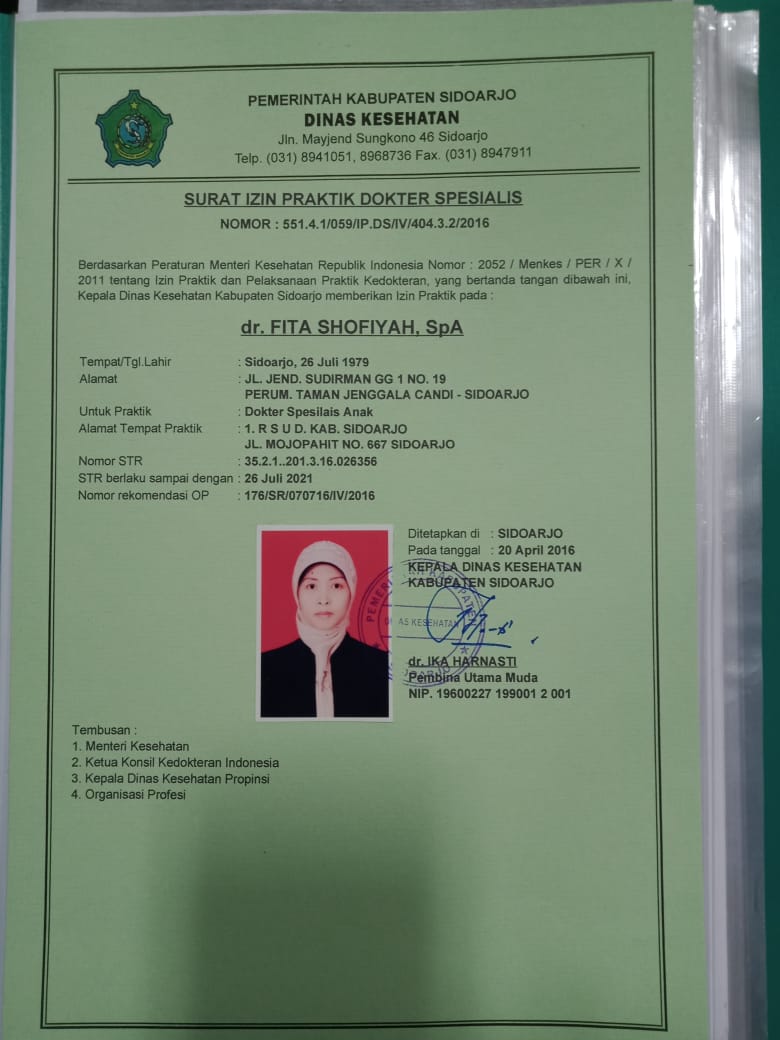 PEMERINTAH KABUPATEN SIDOARJO
DINAS KESEHATAN
Jln. Mayjend Sungkono 46 Sidoarjo
Telp. (031) 8941051, 8968736 Fax. (031) 8947911
SURAT IZIN PRAKTIK DOKTER SPESIALIS
NOMOR : 551.4.1/059/IP.DS/IV/404.3.2/2016
Berdasarkan Peraturan Menteri Kesehatan Republik Indonesia Nomor : 2052 / Menkes / PER / X /
2011 tentang Izin Praktik dan Pelaksanaan Praktik Kedokteran, yang bertanda tangan dibawah ini,
Kepala Dinas Kesehatan Kabupaten Sidoarjo memberikan Izin Praktik pada :
dr. FITA SHOFIYAH, SpA
Tempat/Tgl.Lahir : Sidoarjo, 26 Juli 1979
Alamat : JL. JEND. SUDIRMAN GG 1 NO. 19
PERUM. TAMAN JENGGALA CANDI - SIDOARJO
Untuk Praktik : Dokter Spesilais Anak
Alamat Tempat Praktik : 1. R S U D. KAB. SIDOARJO
JL. MOJOPAHIT NO. 667 SIDOARJO
Nomor STR : 35.2.1..201.3.16.026356
STR berlaku sampai dengan : 26 Juli 2021
Nomor rekomendasi OP : 176/SR/070716/IV/2016
Ditetapkan di : SIDOARJO
Pada tanggal : 20 April 2016
KEPALA DINAS KESEHATAN
KABUPATEN SIDOARJO
dr. IKA HARNASTI
Pembina Utama Muda
NIP. 19600227 199001 2 001
Tembusan :
1. Menteri Kesehatan
2. Ketua Konsil Kedokteran Indonesia
3. Kepala Dinas Kesehatan Propinsi
4. Organisasi Profesi